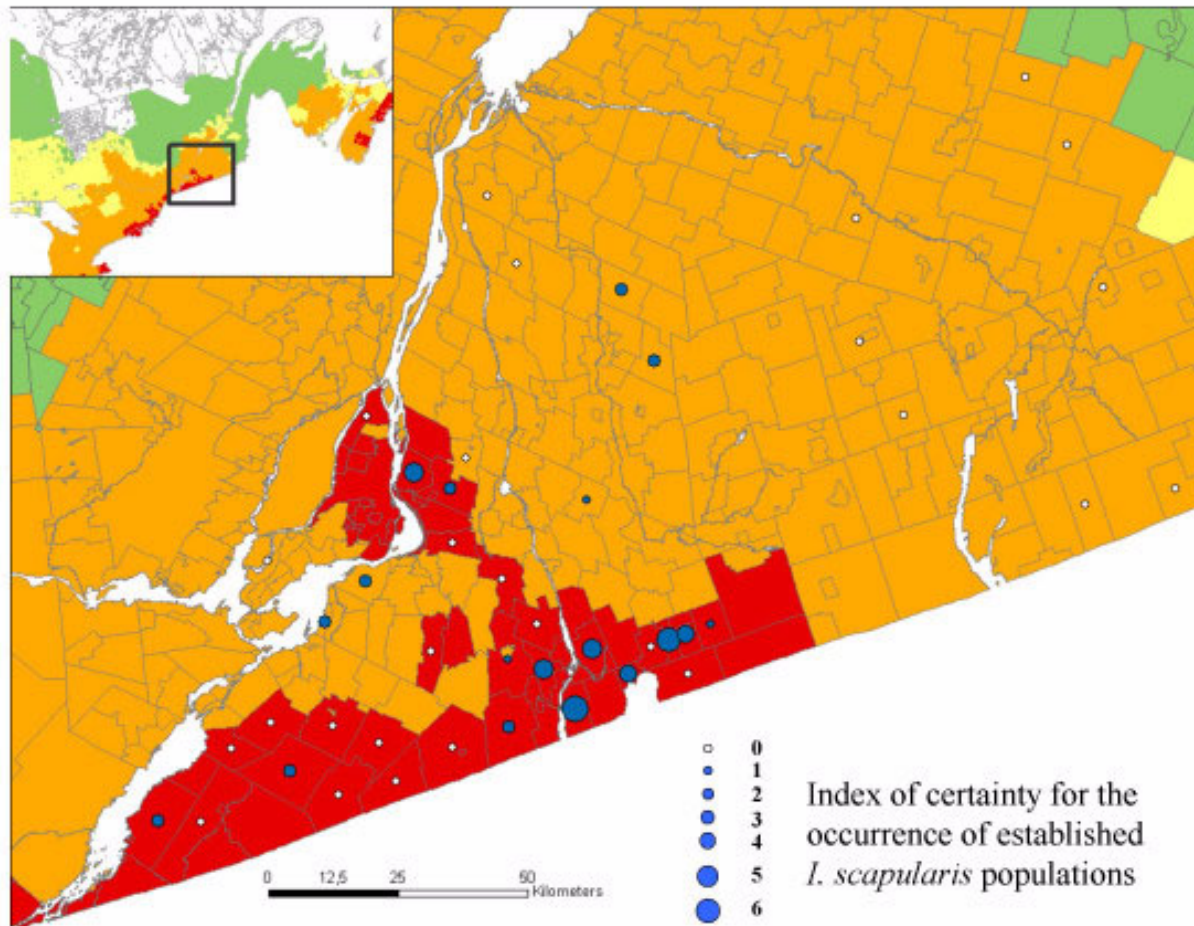 0
1
2
3
4
5
6
Index of certainty for the
occurrence of established
I. scapularis populations
0 12,5 25 50
Kilometers